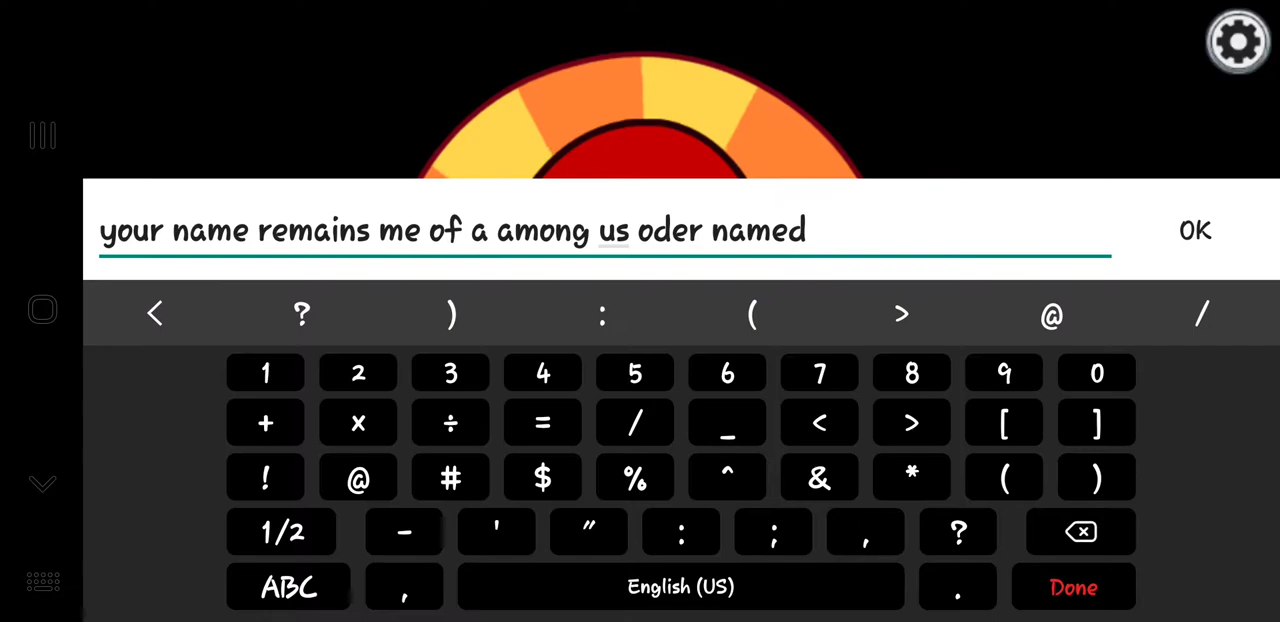 your name remains me of a among us oder named
OK
< ? ) : ( > @ /
1 2 3 4 5 6 7 8 9 0
+ × ÷ = / _ < > [ ]
! @ # $ % ^ & * ( )
1/2 - ' " : ; , ?
ABC , English (US) . Done